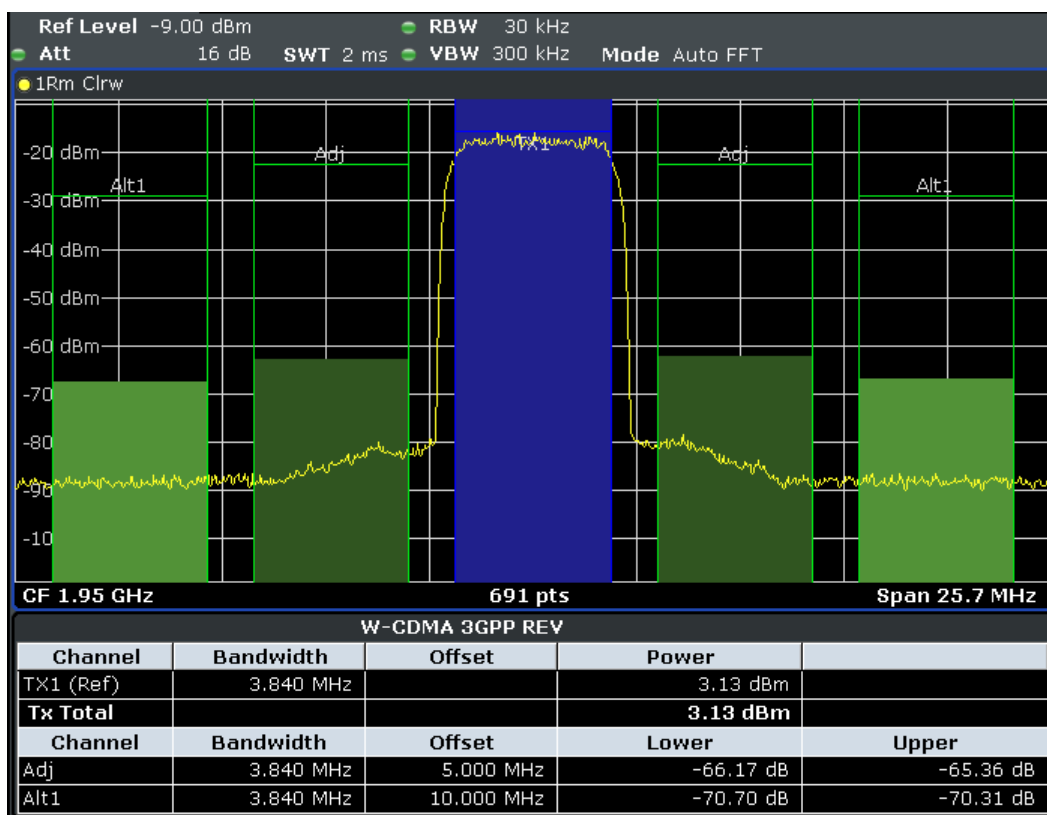 Ref Level -9.00 dBm RBW 30 kHz
Att 16 dB SWT 2 ms VBW 300 kHz Mode Auto FFT
1Rm Clrw
TX1
-20 dBm Adj Adj
Alt1 Alt1
-30 dBm
-40 dBm
-50 dBm
-60 dBm
-70
-80
-90
-10
CF 1.95 GHz 691 pts Span 25.7 MHz
W-CDMA 3GPP REV
Channel Bandwidth Offset Power
TX1 (Ref) 3.840 MHz 3.13 dBm
Tx Total 3.13 dBm
Channel Bandwidth Offset Lower Upper
Adj 3.840 MHz 5.000 MHz -66.17 dB -65.36 dB
Alt1 3.840 MHz 10.000 MHz -70.70 dB -70.31 dB